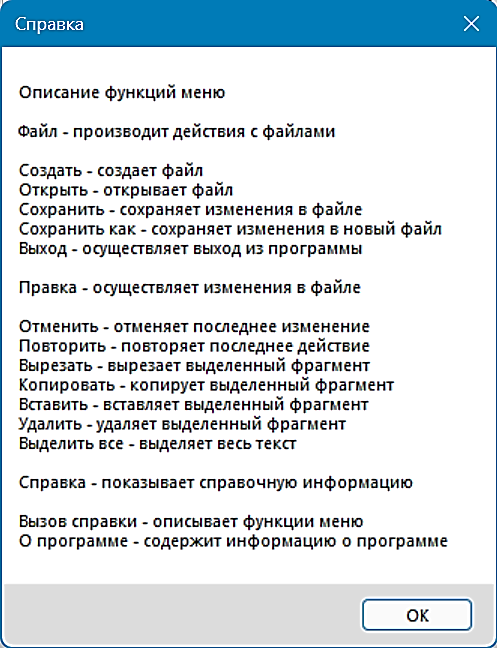 Справка
Описание функций меню
Файл - производит действия с файлами
Создать - создает файл
Открыть - открывает файл
Сохранить - сохраняет изменения в файле
Сохранить как - сохраняет изменения в новый файл
Выход - осуществляет выход из программы
Правка - осуществляет изменения в файле
Отменить - отменяет последнее изменение
Повторить - повторяет последнее действие
Вырезать - вырезает выделенный фрагмент
Копировать - копирует выделенный фрагмент
Вставить - вставляет выделенный фрагмент
Удалить - удаляет выделенный фрагмент
Выделить все - выделяет весь текст
Справка - показывает справочную информацию
Вызов справки - описывает функции меню
О программе - содержит информацию о программе
ОК